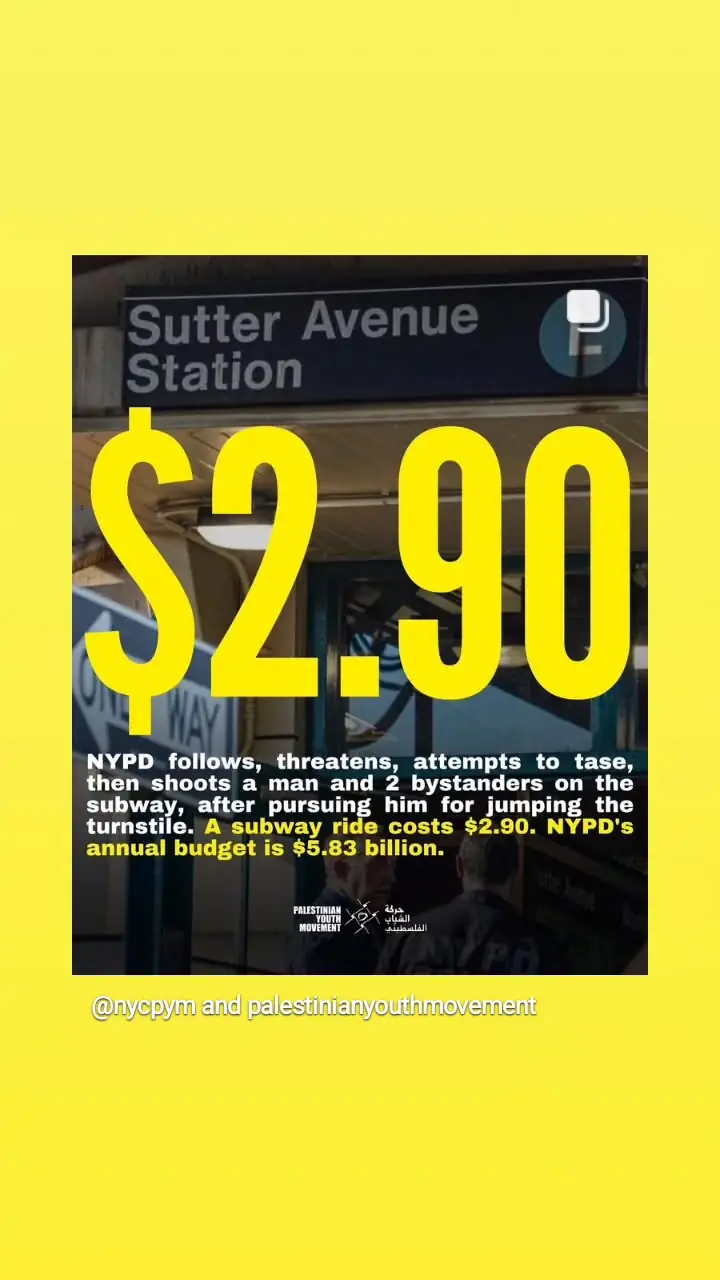 Sutter Avenue
Station
L
$2.90
ONE WAY
NYPD follows, threatens, attempts to tase,
then shoots a man and 2 bystanders on the
subway, after pursuing him for jumping the
turnstile. A subway ride costs $2.90. NYPD's
annual budget is $5.83 billion.
PALESTINIAN
YOUTH
MOVEMENT
حركة
الشباب
الفلسطيني
NYPD
@nycpym and palestinianyouthmovement